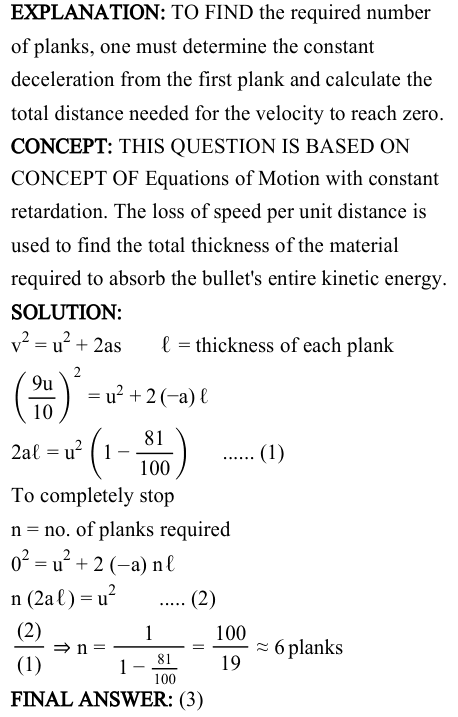 EXPLANATION: TO FIND the required number
of planks, one must determine the constant
deceleration from the first plank and calculate the
total distance needed for the velocity to reach zero.
CONCEPT: THIS QUESTION IS BASED ON
CONCEPT OF Equations of Motion with constant
retardation. The loss of speed per unit distance is
used to find the total thickness of the material
required to absorb the bullet's entire kinetic energy.
SOLUTION:
v² = u² + 2as ℓ = thickness of each plank
(9u/10)² = u² + 2 (−a) ℓ
2aℓ = u² (1 − 81/100) ...... (1)
To completely stop
n = no. of planks required
0² = u² + 2 (−a) nℓ
n (2aℓ) = u² ..... (2)
(2)/(1) ⇒ n = 1/(1 − 81/100) = 100/19 ≈ 6 planks
FINAL ANSWER: (3)